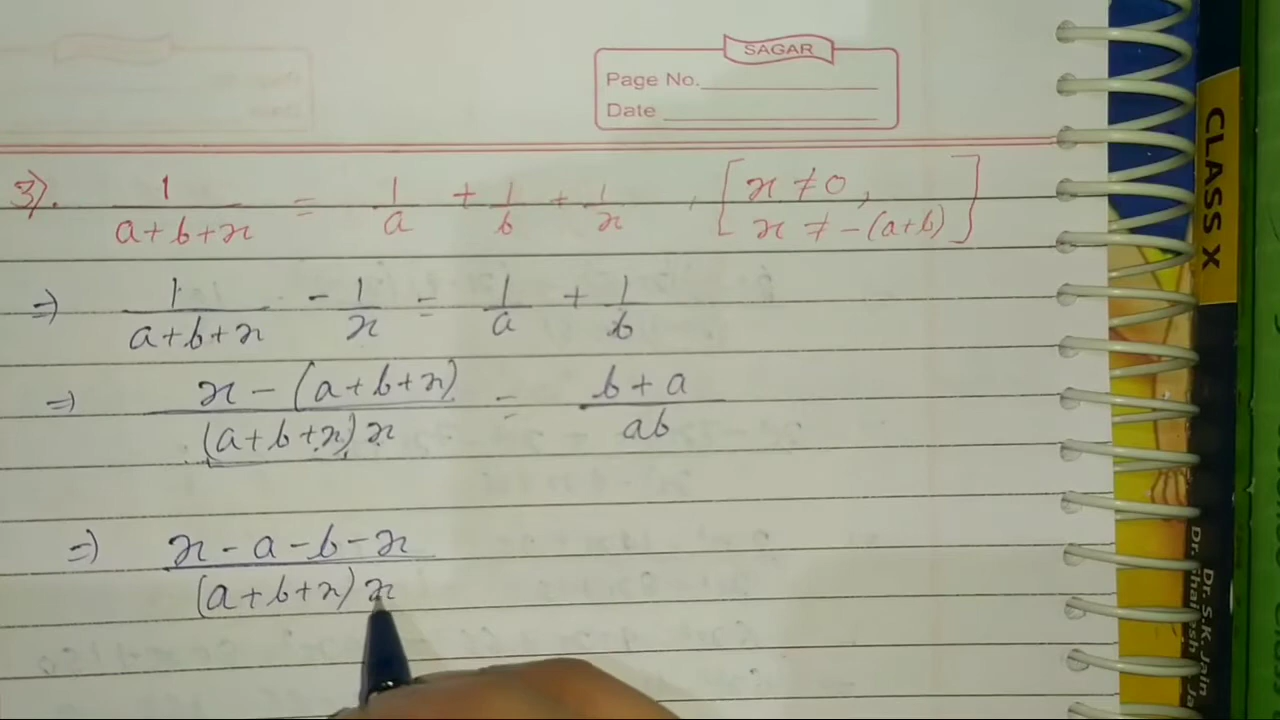 SAGAR
Page No.
Date
3). 1/(a+b+x) = 1/a + 1/b + 1/x , [x ≠ 0, x ≠ -(a+b)]
⇒ 1/(a+b+x) - 1/x = 1/a + 1/b
⇒ (x-(a+b+x))/((a+b+x)x) = (b+a)/(ab)
⇒ (x-a-b-x)/((a+b+x)x)
CLASS X
Dr. S.K. Jain